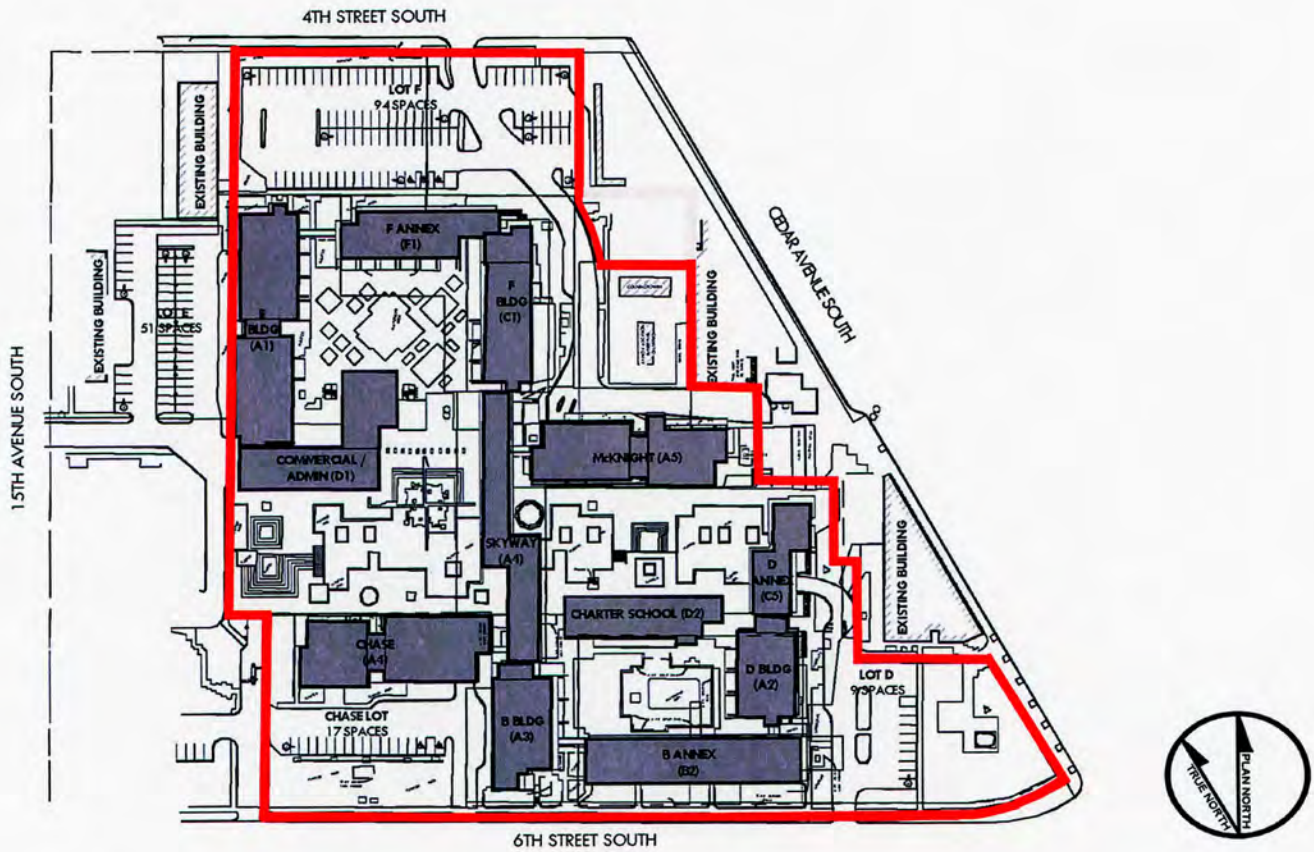 4TH STREET SOUTH
LOT F
94 SPACES
EXISTING BUILDING
F ANNEX
(F1)
CEDAR AVENUE SOUTH
F
BLDG
(C1)
EXISTING BUILDING
51 SPACES
BLDG
(A1)
EXISTING BUILDING
15TH AVENUE SOUTH
COMMERCIAL /
ADMIN (D1)
McKNIGHT (A5)
SKYWAY
(A4)
D
ANNEX
(C5)
EXISTING BUILDING
CHARTER SCHOOL (D2)
CHASE
(A4)
D BLDG
(A2)
LOT D
9 SPACES
CHASE LOT
17 SPACES
B BLDG
(A3)
B ANNEX
(B2)
6TH STREET SOUTH
TRUE NORTH
PLAN NORTH